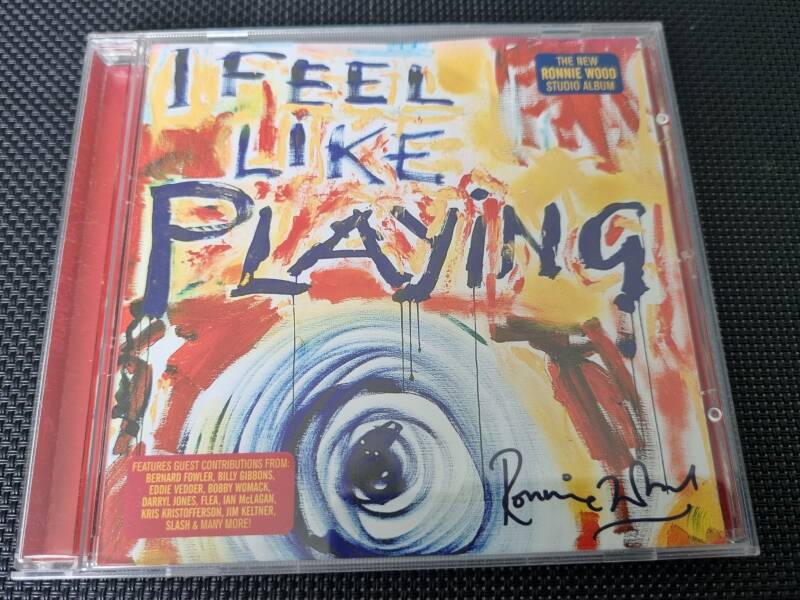 I FEEL
LIKE
PLAYING
THE NEW
RONNIE WOOD
STUDIO ALBUM
FEATURES GUEST CONTRIBUTIONS FROM:
BERNARD FOWLER, BILLY GIBBONS,
EDDIE VEDDER, BOBBY WOMACK,
DARRYL JONES, FLEA, IAN McLAGAN,
KRIS KRISTOFFERSON, JIM KELTNER,
SLASH & MANY MORE!
Ronnie Wood